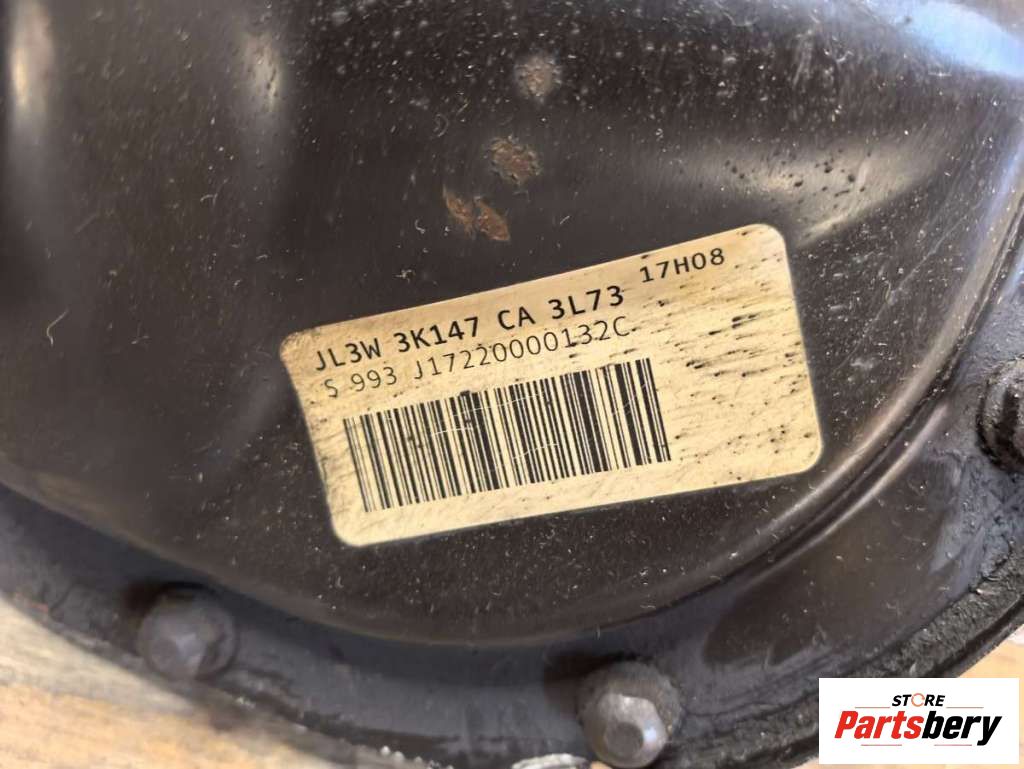 JL3W 3K147 CA 3L73 17H08
S 993 J17220000132C
STORE
Partsbery